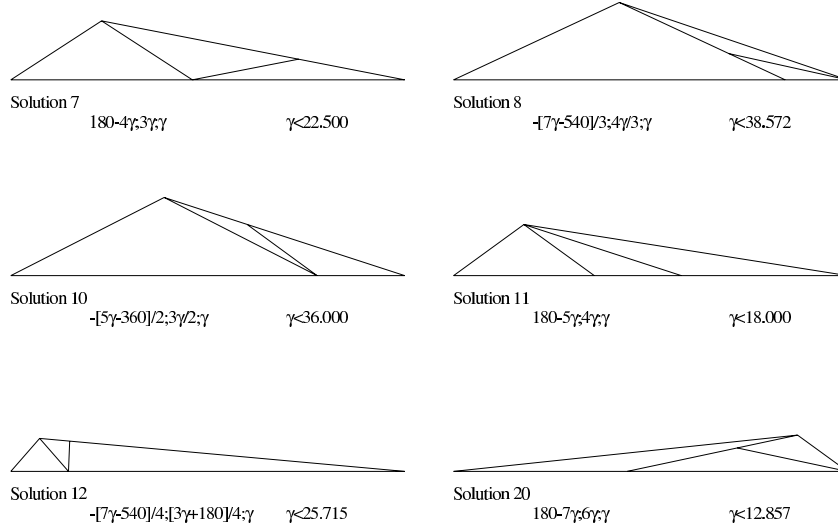 Solution 7
180-4γ;3γ;γ γ<22.500
Solution 8
-[7γ-540]/3;4γ/3;γ γ<38.572
Solution 10
-[5γ-360]/2;3γ/2;γ γ<36.000
Solution 11
180-5γ;4γ;γ γ<18.000
Solution 12
-[7γ-540]/4;[3γ+180]/4;γ γ<25.715
Solution 20
180-7γ;6γ;γ γ<12.857